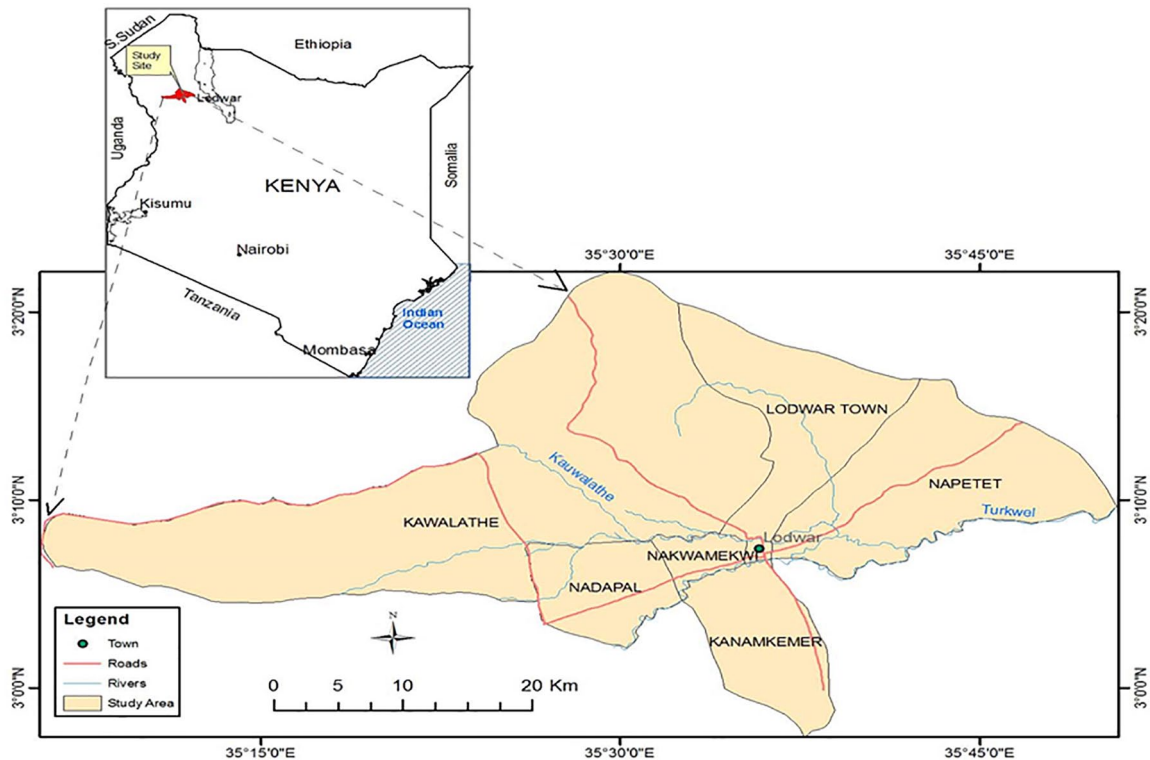 S.Sudan
Ethiopia
Study
Site
Lodwar
Uganda
Somalia
KENYA
Kisumu
Nairobi
Tanzania
Indian
Ocean
Mombasa
35°30'0"E
35°45'0"E
3°20'0"N
3°20'0"N
LODWAR TOWN
Kauwalathe
NAPETET
3°10'0"N
3°10'0"N
KAWALATHE
Turkwel
Lodwar
NAKWAMEKWI
NADAPAL
KANAMKEMER
Legend
Town
Roads
Rivers
Study Area
N
0 5 10 20 Km
3°0'0"N
3°0'0"N
35°15'0"E
35°30'0"E
35°45'0"E